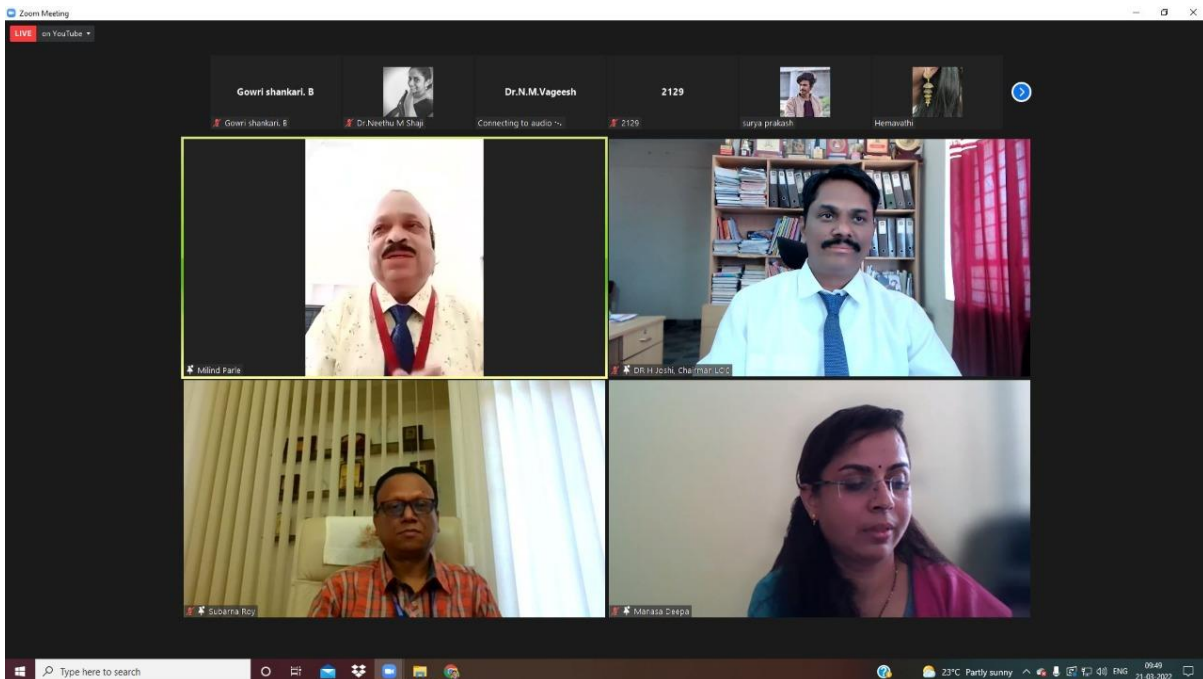 Zoom Meeting
LIVE on YouTube
Gowri shankari. B
Dr.N.M.Vageesh
2129
Gowri shankari. B
Dr.Neethu M Shaji
Connecting to audio
2129
surya prakash
Hemavathi
Milind Parle
DR H Joshi, Chairman LOC
Subarna Roy
Manasa Deepa
Type here to search
23°C Partly sunny
ENG
09:49
21-03-2022